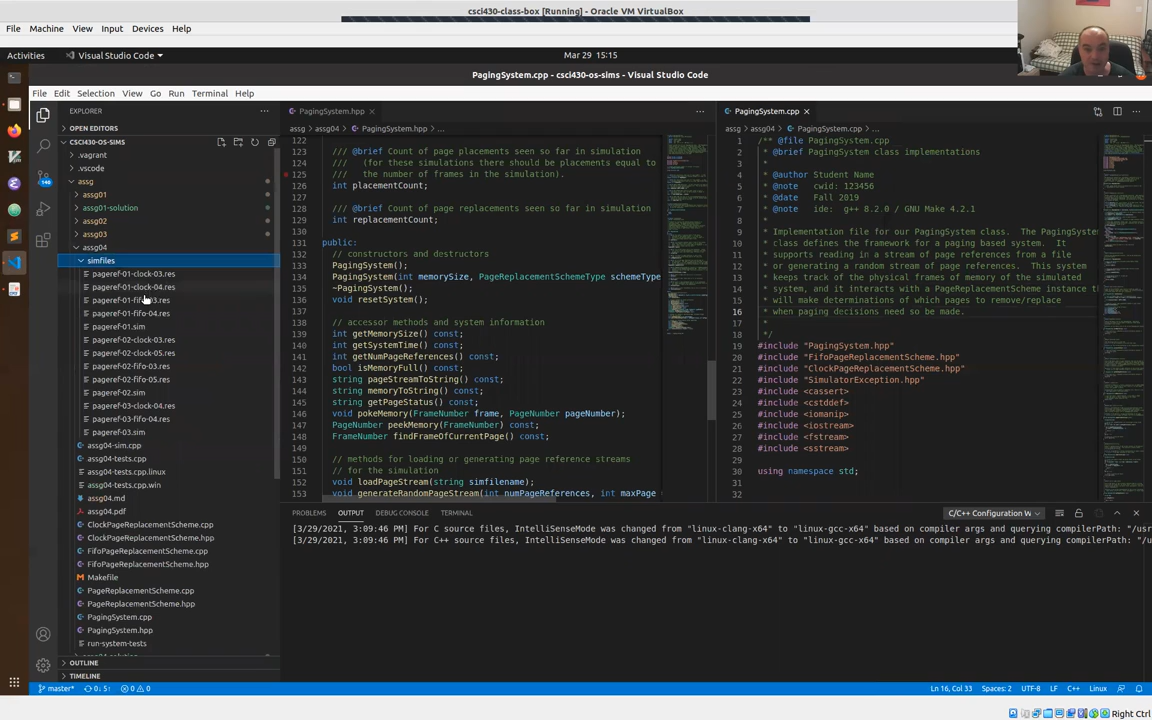 csci430-class-box [Running] - Oracle VM VirtualBox
File Machine View Input Devices Help
Activities Visual Studio Code Mar 29 15:15
PagingSystem.cpp - csci430-os-sims - Visual Studio Code
File Edit Selection View Go Run Terminal Help
EXPLORER
OPEN EDITORS
CSCI430-OS-SIMS
.vagrant
.vscode
assg
assg01
assg01-solution
assg02
assg03
assg04
simfiles
pageref-01-clock-03.res
pageref-01-clock-04.res
pageref-01-fifo-03.res
pageref-01-fifo-04.res
pageref-01.sim
pageref-02-clock-03.res
pageref-02-clock-05.res
pageref-02-fifo-03.res
pageref-02-fifo-05.res
pageref-02.sim
pageref-03-clock-04.res
pageref-03-fifo-04.res
pageref-03.sim
assg04-sim.cpp
assg04-tests.cpp
assg04-tests.cpp.linux
assg04-tests.cpp.win
assg04.md
assg04.pdf
ClockPageReplacementScheme.cpp
ClockPageReplacementScheme.hpp
FifoPageReplacementScheme.cpp
FifoPageReplacementScheme.hpp
Makefile
PageReplacementScheme.cpp
PageReplacementScheme.hpp
PagingSystem.cpp
PagingSystem.hpp
run-system-tests
OUTLINE
TIMELINE
148
PagingSystem.hpp
assg > assg04 > PagingSystem.hpp > ...
122
123 /// @brief Count of page placements seen so far in simulation
124 /// (for these simulations there should be placements equal to
125 /// the number of frames in the simulation).
126 int placementCount;
127
128 /// @brief Count of page replacements seen so far in simulation
129 int replacementCount;
130
131 public:
132 // constructors and destructors
133 PagingSystem();
134 PagingSystem(int memorySize, PageReplacementSchemeType schemeType
135 ~PagingSystem();
136 void resetSystem();
137
138 // accessor methods and system information
139 int getMemorySize() const;
140 int getSystemTime() const;
141 int getNumPageReferences() const;
142 bool isMemoryFull() const;
143 string pageStreamToString() const;
144 string memoryToString() const;
145 string getPageStatus() const;
146 void pokeMemory(FrameNumber frame, PageNumber pageNumber);
147 PageNumber peekMemory(FrameNumber) const;
148 FrameNumber findFrameOfCurrentPage() const;
149
150 // methods for loading or generating page reference streams
151 // for the simulation
152 void loadPageStream(string simfilename);
153 void generateRandomPageStream(int numPageReferences, int maxPage
PagingSystem.cpp
assg > assg04 > PagingSystem.cpp > ...
1 /** @file PagingSystem.cpp
2 * @brief PagingSystem class implementations
3 *
4 * @author Student Name
5 * @note cwid: 123456
6 * @date Fall 2019
7 * @note ide: g++ 8.2.0 / GNU Make 4.2.1
8 *
9 * Implementation file for our PagingSystem class. The PagingSystem
10 * class defines the framework for a paging based system. It
11 * supports reading in a stream of page references from a file
12 * or generating a random stream of page references. This system
13 * keeps track of the physical frames of memory of the simulated
14 * system, and it interacts with a PageReplacementScheme instance t
15 * will make determinations of which pages to remove/replace
16 * when paging decisions need so be made.
17 *
18 */
19 #include "PagingSystem.hpp"
20 #include "FifoPageReplacementScheme.hpp"
21 #include "ClockPageReplacementScheme.hpp"
22 #include "SimulatorException.hpp"
23 #include <cassert>
24 #include <cstddef>
25 #include <iomanip>
26 #include <iostream>
27 #include <fstream>
28 #include <sstream>
29
30 using namespace std;
31
32
PROBLEMS OUTPUT DEBUG CONSOLE TERMINAL C/C++ Configuration W
[3/29/2021, 3:09:46 PM] For C source files, IntelliSenseMode was changed from "linux-clang-x64" to "linux-gcc-x64" based on compiler args and querying compilerPath: "/usr
[3/29/2021, 3:09:46 PM] For C++ source files, IntelliSenseMode was changed from "linux-clang-x64" to "linux-gcc-x64" based on compiler args and querying compilerPath: "/u
master* 0↓ 5↑ 0 0 Ln 16, Col 33 Spaces: 2 UTF-8 LF C++ Linux
Right Ctrl